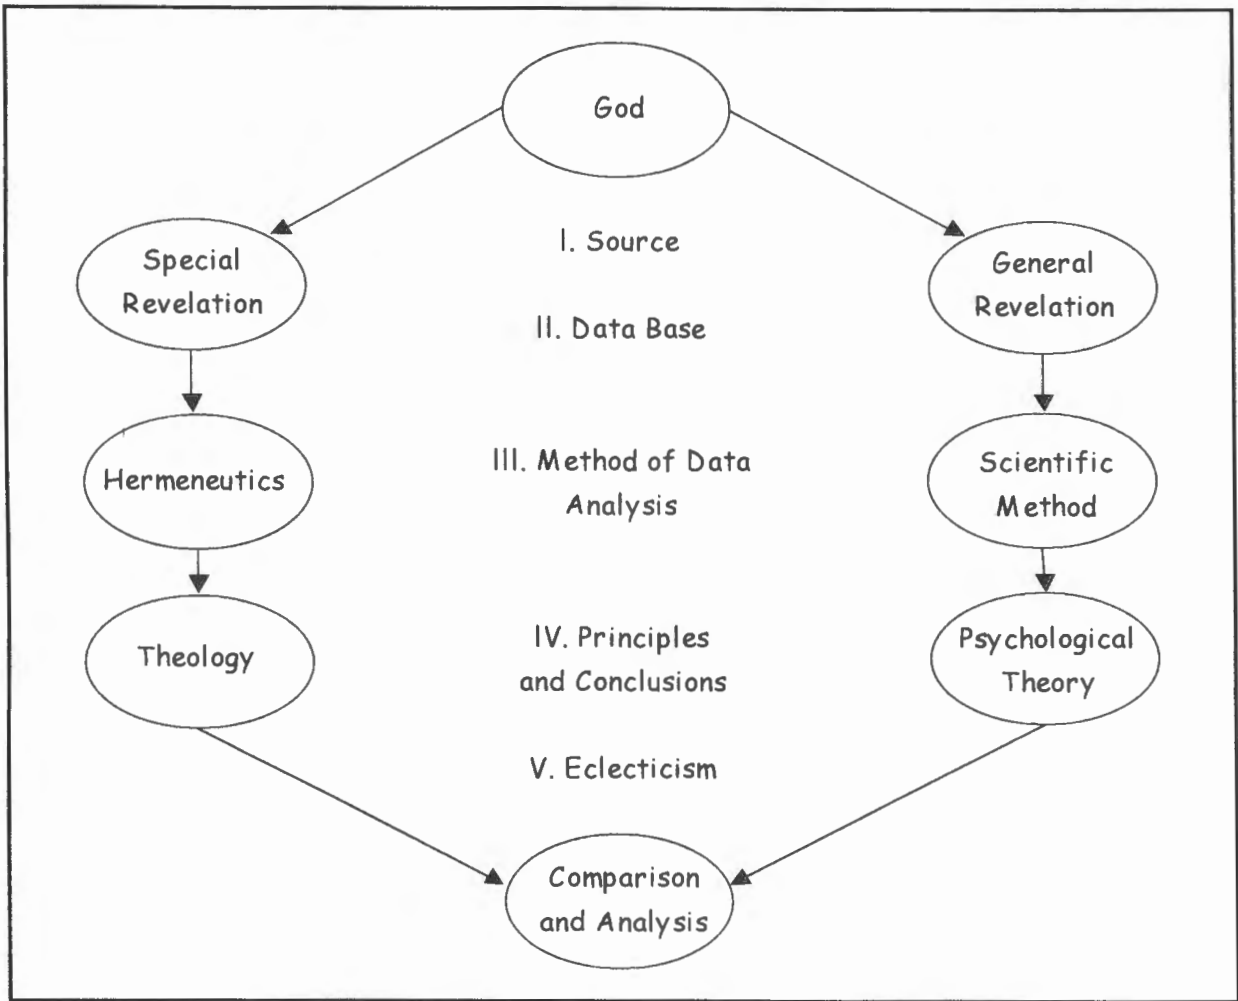 God
I. Source
Special
Revelation
General
Revelation
II. Data Base
Hermeneutics
III. Method of Data
Analysis
Scientific
Method
Theology
IV. Principles
and Conclusions
Psychological
Theory
V. Eclecticism
Comparison
and Analysis